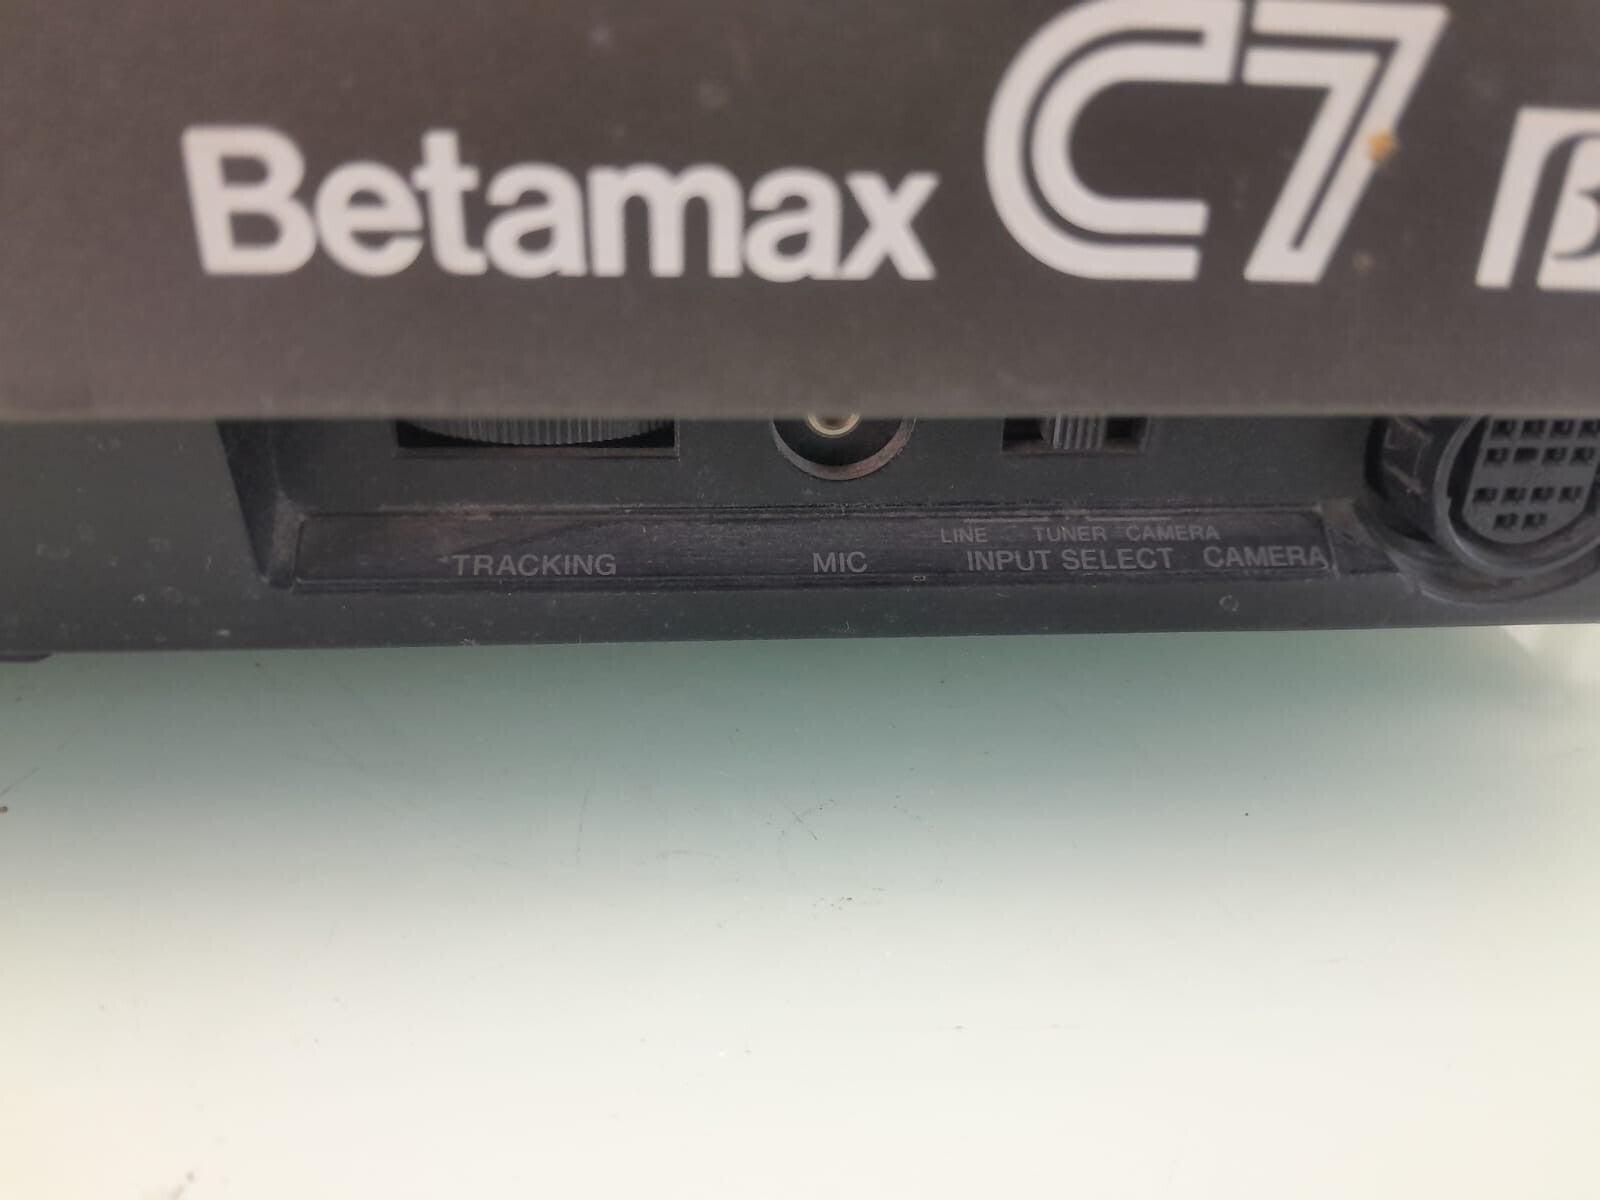 Betamax C7 β
LINE TUNER CAMERA
TRACKING MIC INPUT SELECT CAMERA